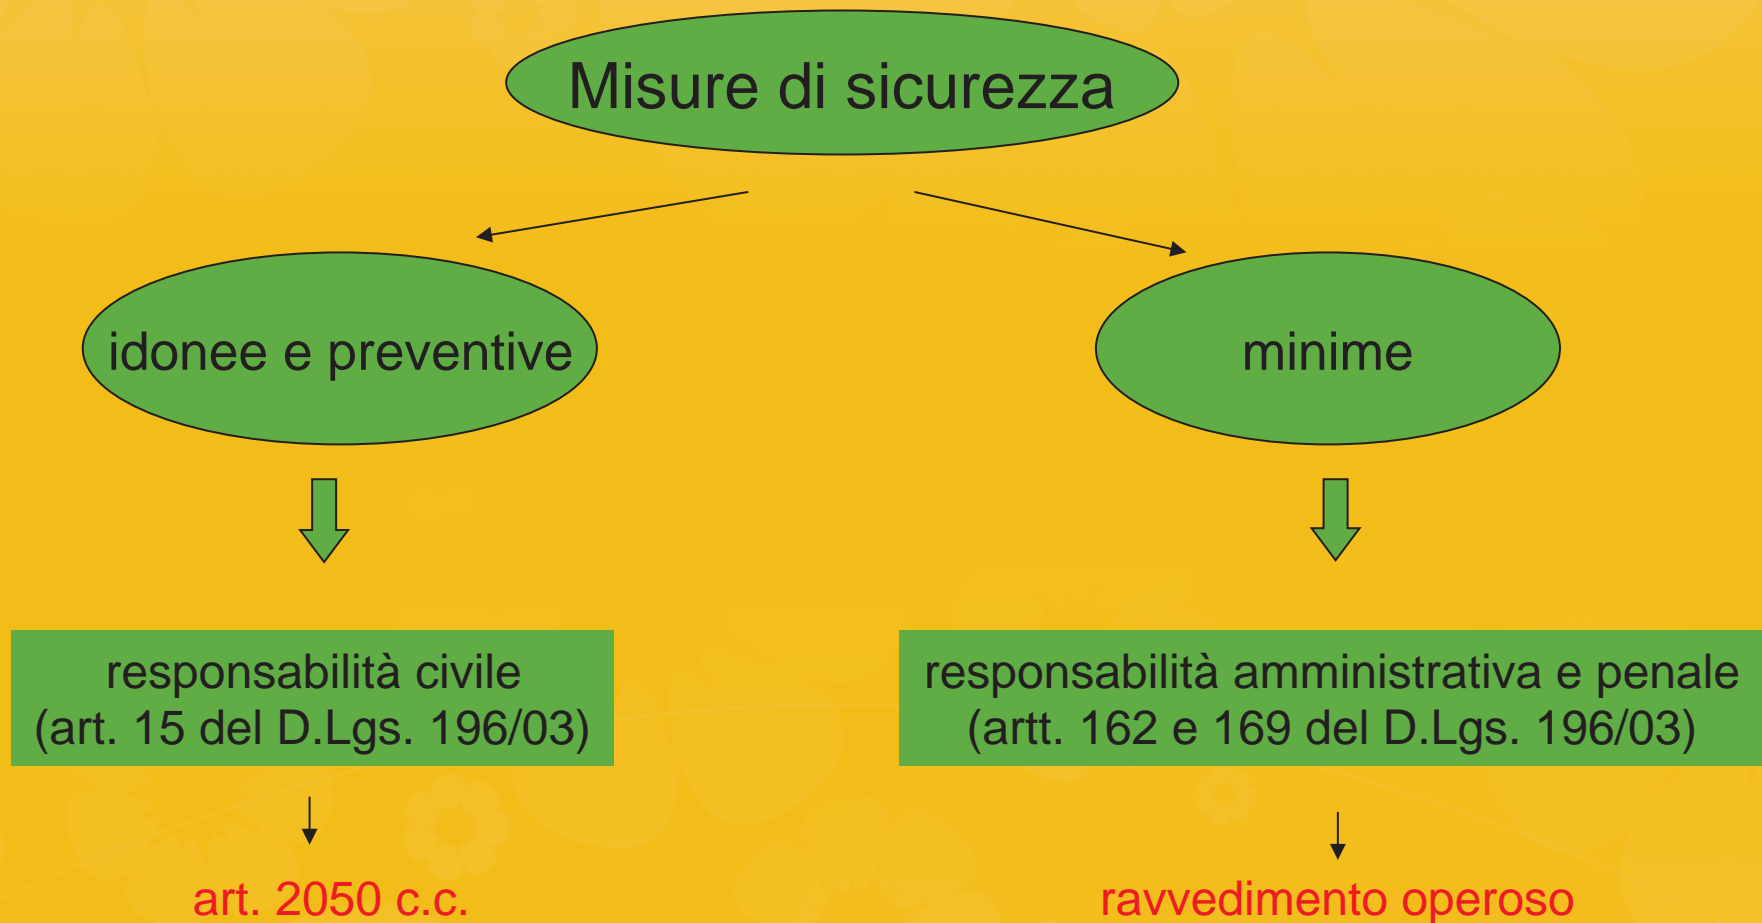 Misure di sicurezza
idonee e preventive
minime
responsabilità civile
(art. 15 del D.Lgs. 196/03)
responsabilità amministrativa e penale
(artt. 162 e 169 del D.Lgs. 196/03)
art. 2050 c.c.
ravvedimento operoso